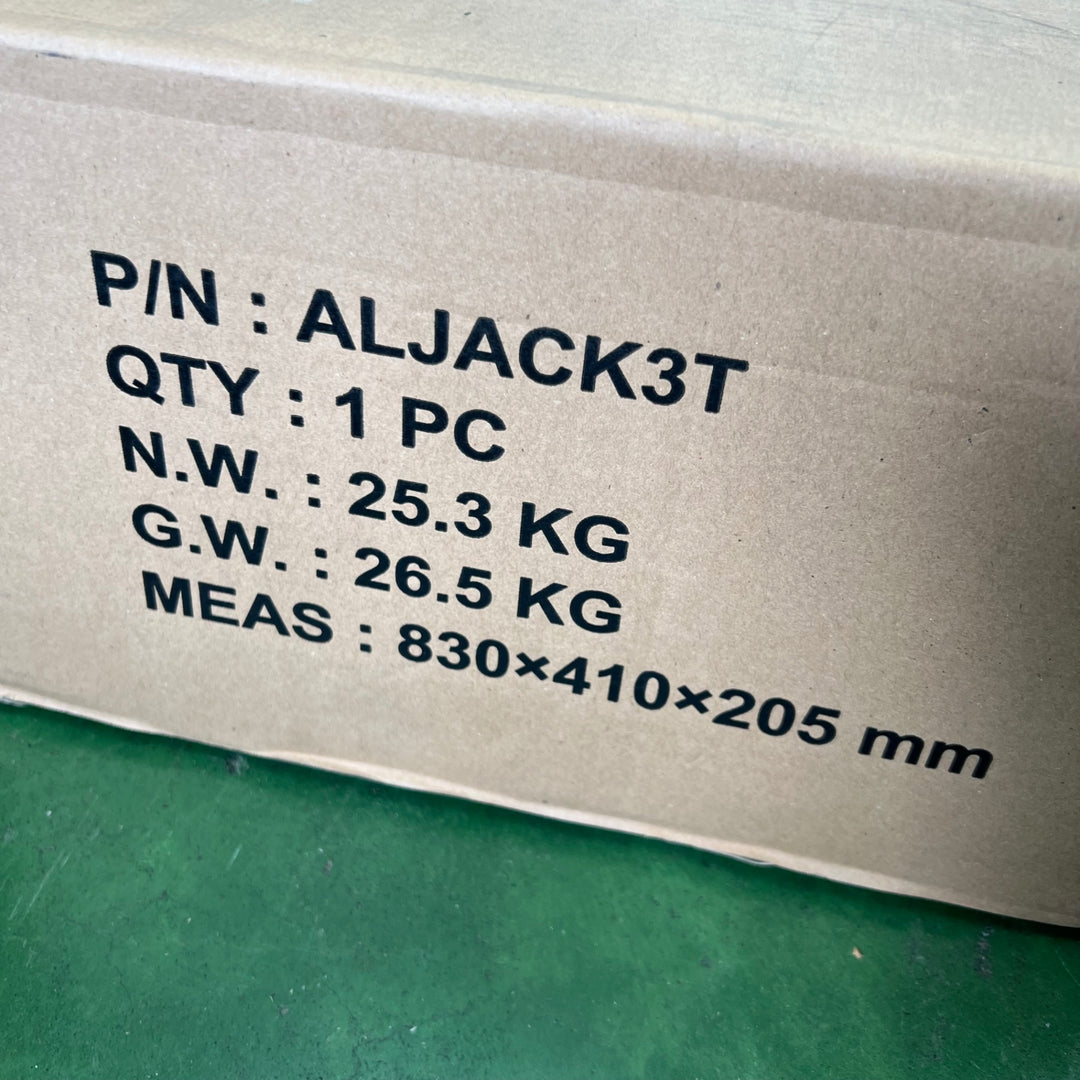 P/N : ALJACK3T
QTY : 1 PC
N.W. : 25.3 KG
G.W. : 26.5 KG
MEAS : 830×410×205 mm